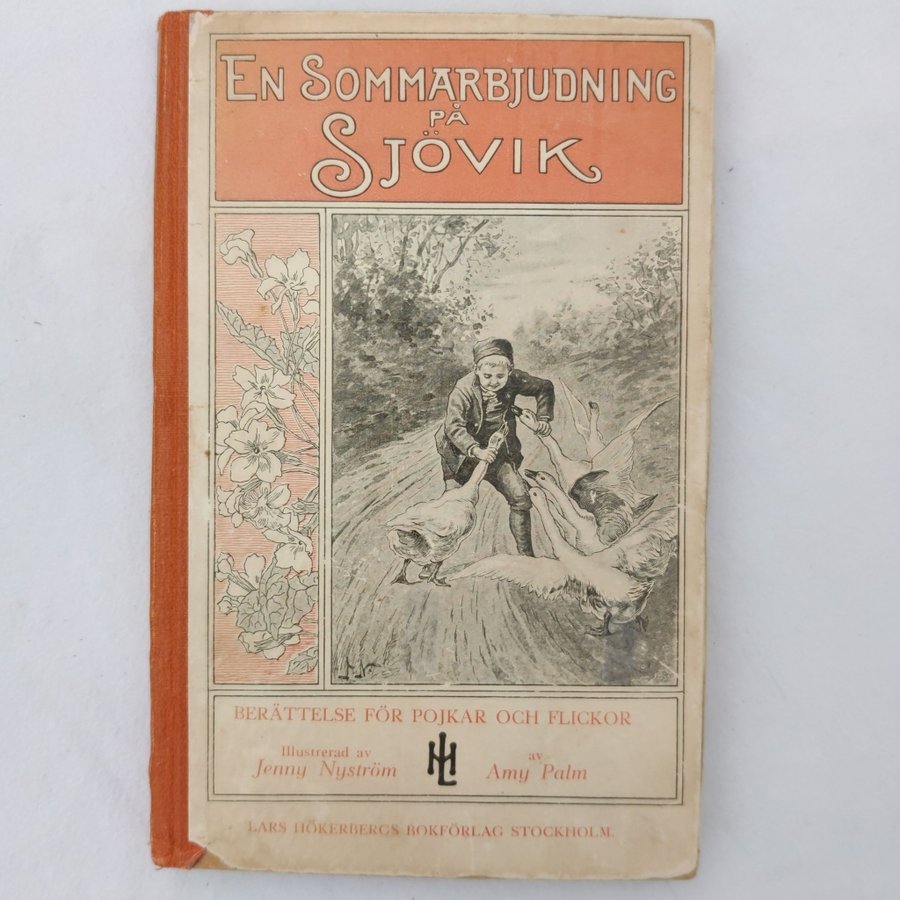 EN SOMMARBJUDNING
PÅ
SJÖVIK
BERÄTTELSE FÖR POJKAR OCH FLICKOR
Illustrerad av
Jenny Nyström
av
Amy Palm
LARS HÖKERBERGS BOKFÖRLAG STOCKHOLM.